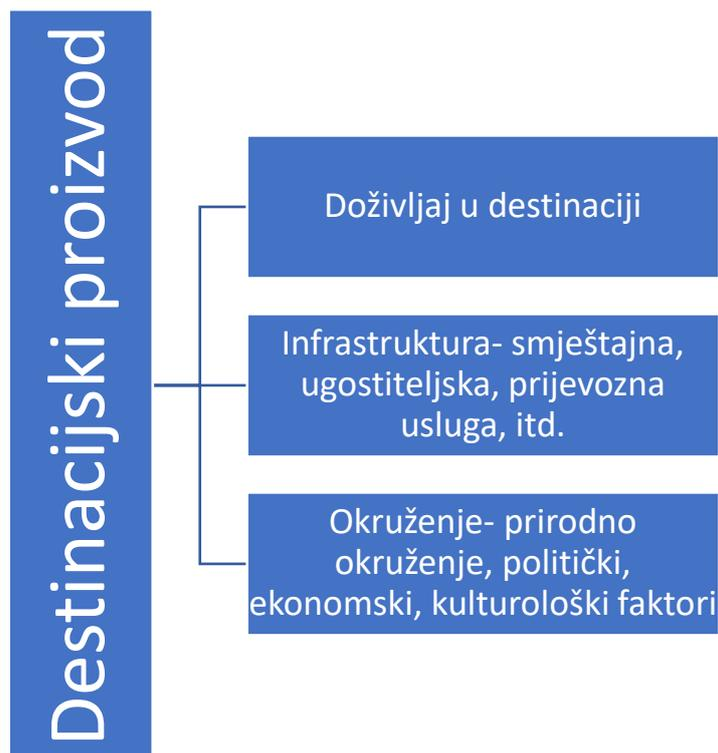 Destinacijski proizvod
Doživljaj u destinaciji
Infrastruktura- smještajna,
ugostiteljska, prijevozna
usluga, itd.
Okruženje- prirodno
okruženje, politički,
ekonomski, kulturološki faktori